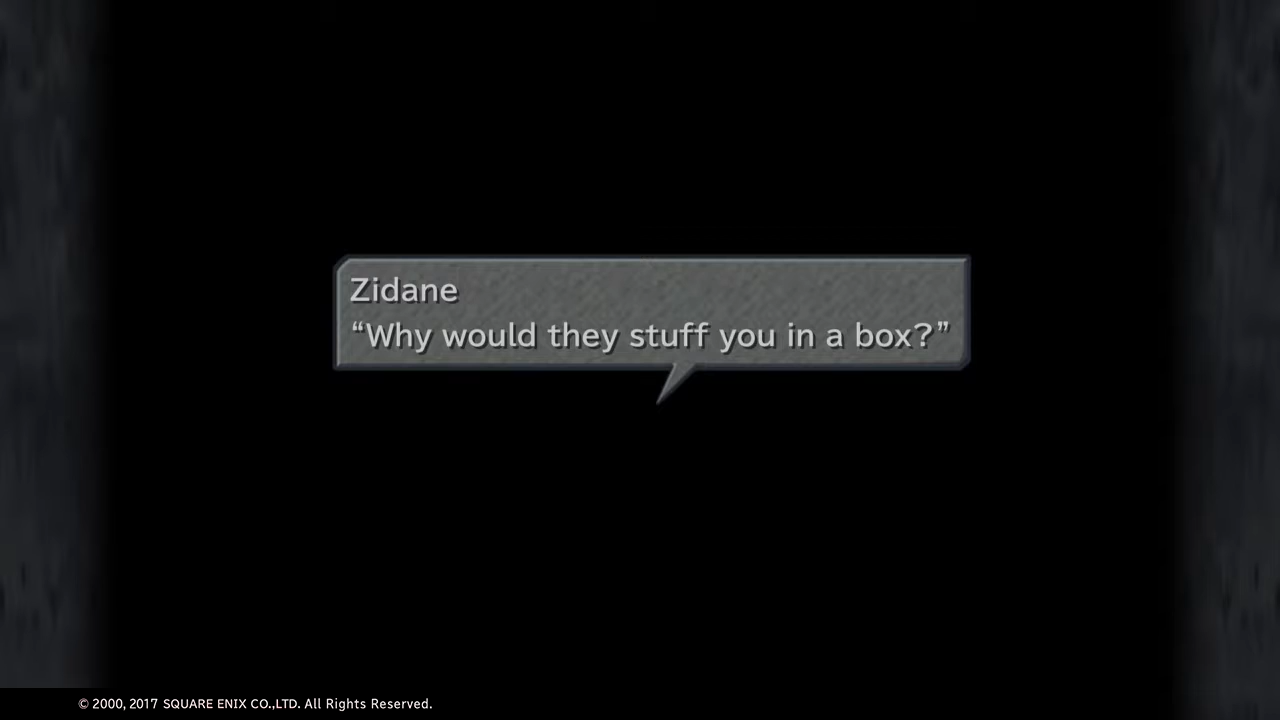 Zidane
“Why would they stuff you in a box?”
© 2000, 2017 SQUARE ENIX CO.,LTD. All Rights Reserved.